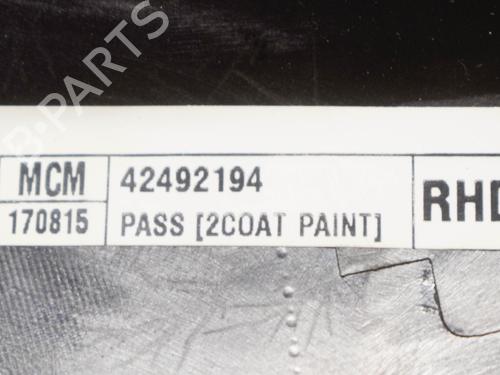 B-PARTS
MCM
42492194
170815
PASS [2COAT PAINT]
RHD